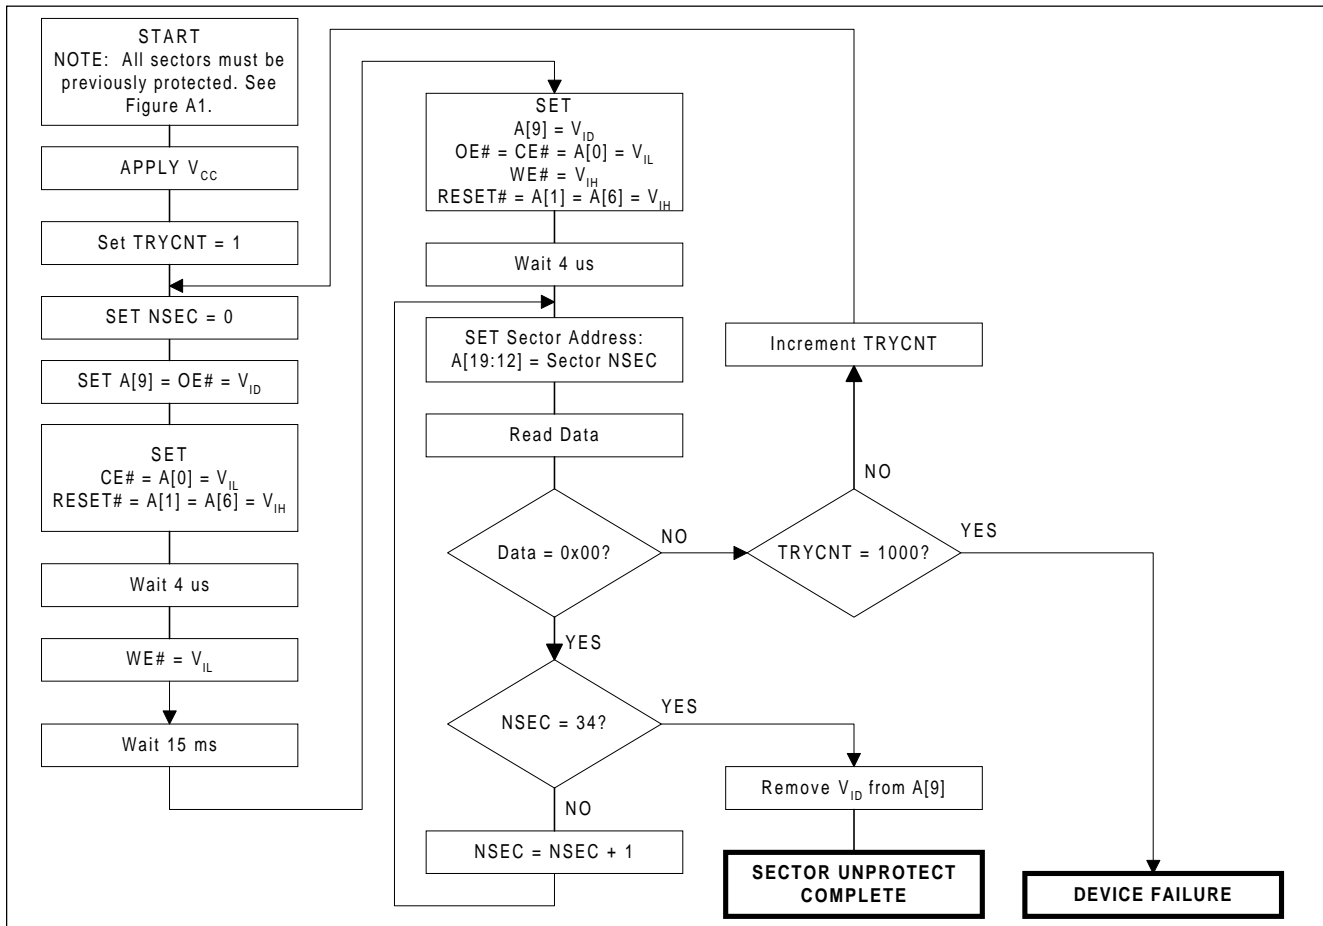 START
NOTE: All sectors must be
previously protected. See
Figure A1.
APPLY VCC
Set TRYCNT = 1
SET NSEC = 0
SET A[9] = OE# = VID
SET
CE# = A[0] = VIL
RESET# = A[1] = A[6] = VIH
Wait 4 us
WE# = VIL
Wait 15 ms
SET
A[9] = VID
OE# = CE# = A[0] = VIL
WE# = VIH
RESET# = A[1] = A[6] = VIH
Wait 4 us
SET Sector Address:
A[19:12] = Sector NSEC
Read Data
Data = 0x00?
NO
YES
NSEC = 34?
YES
NO
NSEC = NSEC + 1
Increment TRYCNT
NO
TRYCNT = 1000?
YES
Remove VID from A[9]
SECTOR UNPROTECT
COMPLETE
DEVICE FAILURE